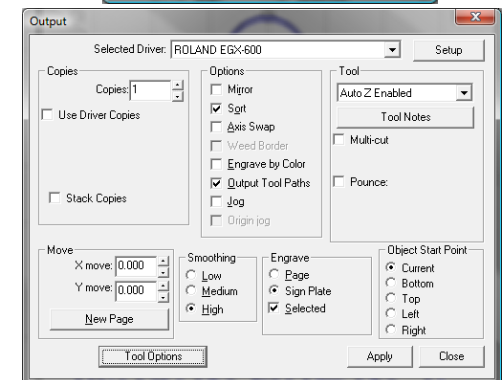 Output
Selected Driver: ROLAND EGX-600
Setup
Copies
Copies: 1
Use Driver Copies
Stack Copies
Options
Mirror
Sort
Axis Swap
Weed Border
Engrave by Color
Output Tool Paths
Jog
Origin jog
Tool
Auto Z Enabled
Tool Notes
Multi-cut
Pounce:
Move
X move: 0.000
Y move: 0.000
New Page
Smoothing
Low
Medium
High
Engrave
Page
Sign Plate
Selected
Object Start Point
Current
Bottom
Top
Left
Right
Tool Options
Apply
Close